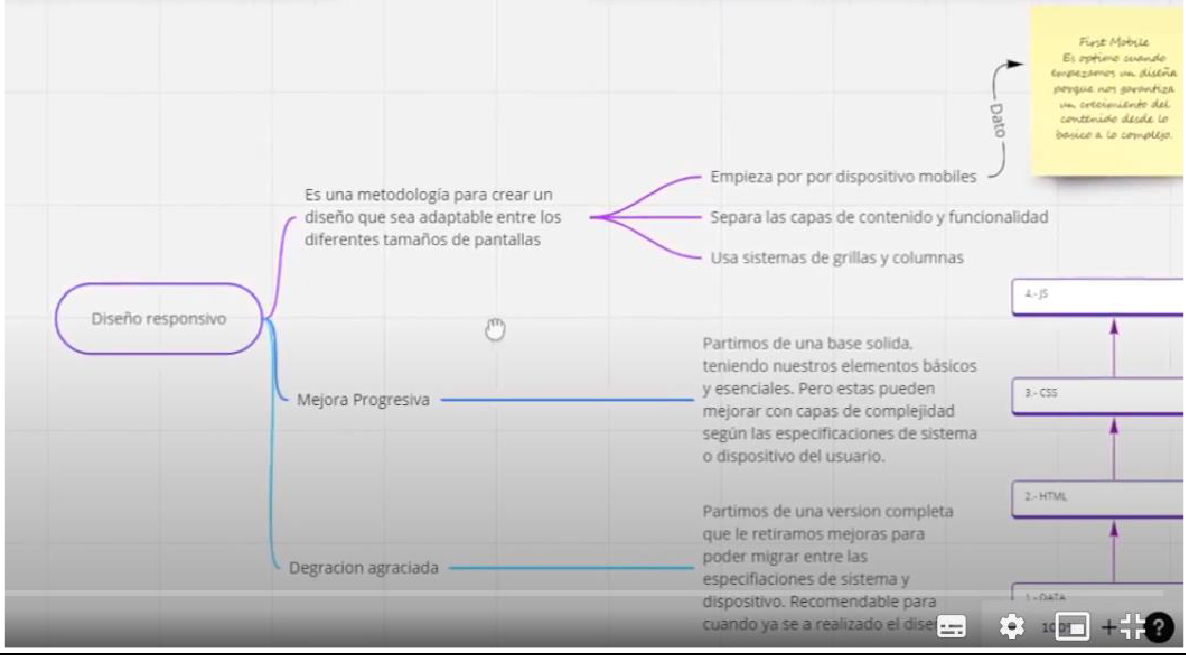 First Mobile
Es optimo cuando
empezamos un diseña
porque nos garantiza
un crecimiento del
contenido desde lo
basico a lo complejo.
Dato
Es una metodología para crear un
diseño que sea adaptable entre los
diferentes tamaños de pantallas
Empieza por por dispositivo mobiles
Separa las capas de contenido y funcionalidad
Usa sistemas de grillas y columnas
Diseño responsivo
4.- JS
Mejora Progresiva
Partimos de una base solida,
teniendo nuestros elementos básicos
y esenciales. Pero estas pueden
mejorar con capas de complejidad
según las especificaciones de sistema
o dispositivo del usuario.
3.- CSS
2.- HTML
Degracion agraciada
Partimos de una version completa
que le retiramos mejoras para
poder migrar entre las
especifiaciones de sistema y
dispositivo. Recomendable para
cuando ya se a realizado el
1.- DATA
+
?